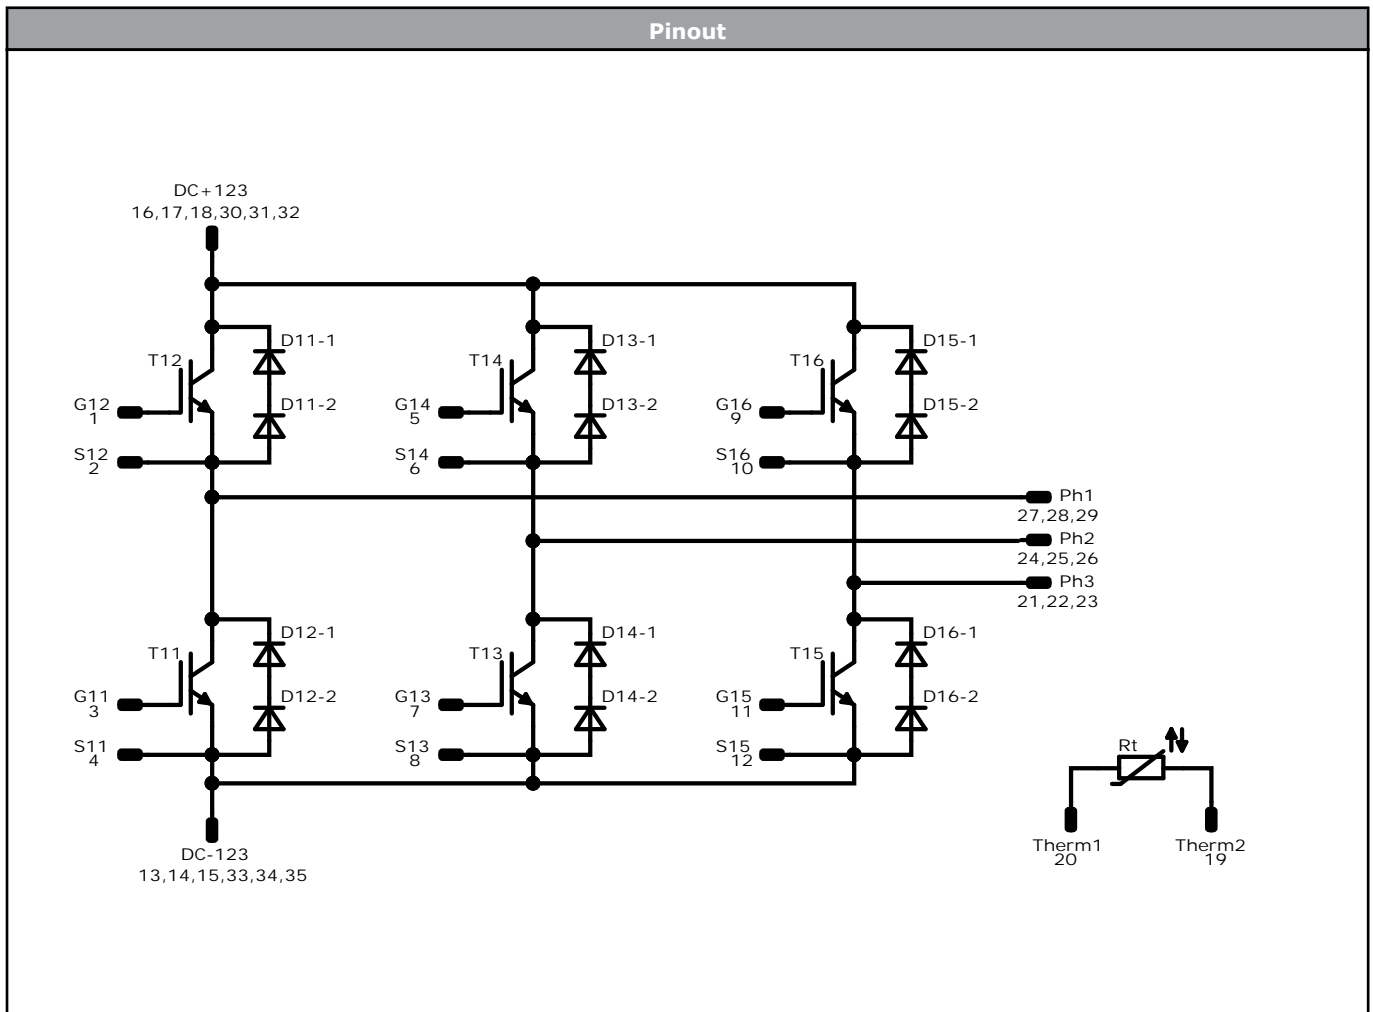 Pinout
DC+123
16,17,18,30,31,32
D11-1
D13-1
D15-1
T12
T14
T16
D11-2
D13-2
D15-2
G12
1
G14
5
G16
9
S12
2
S14
6
S16
10
Ph1
27,28,29
Ph2
24,25,26
Ph3
21,22,23
D12-1
D14-1
D16-1
T11
T13
T15
D12-2
D14-2
D16-2
G11
3
G13
7
G15
11
S11
4
S13
8
S15
12
Rt
DC-123
13,14,15,33,34,35
Therm1
20
Therm2
19